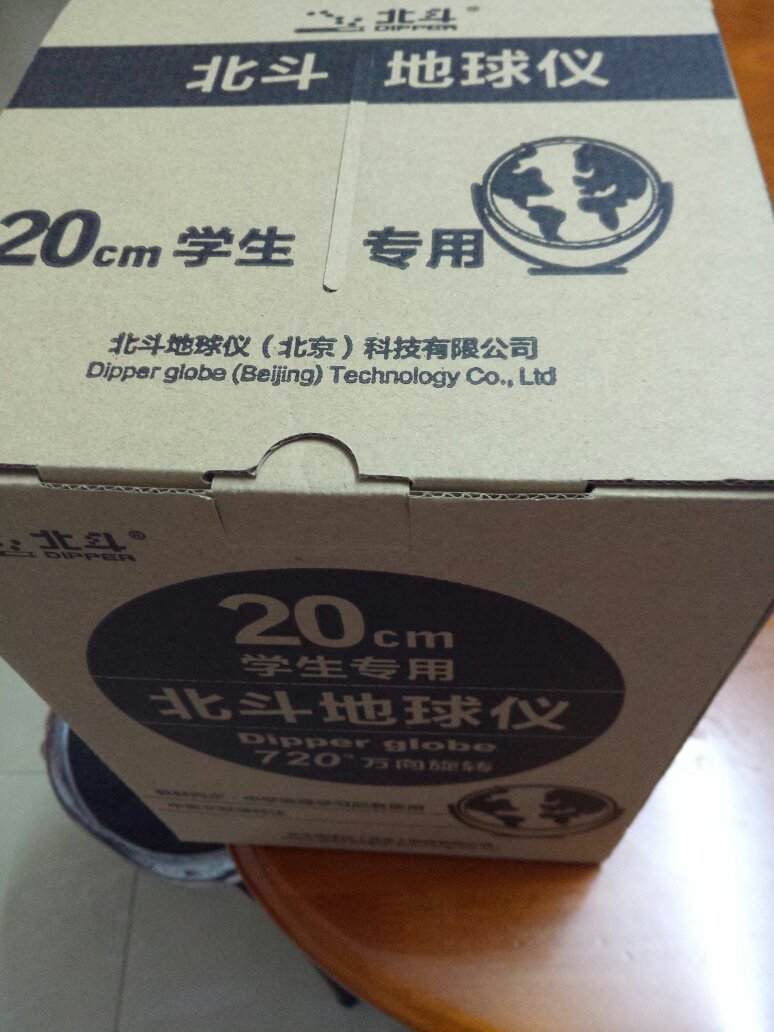 北斗®
DIPPER
北斗 地球仪
20cm 学生 专用
北斗地球仪（北京）科技有限公司
Dipper globe (Beijing) Technology Co., Ltd
北斗®
DIPPER
20cm
学生专用
北斗地球仪
Dipper globe
720°万向旋转